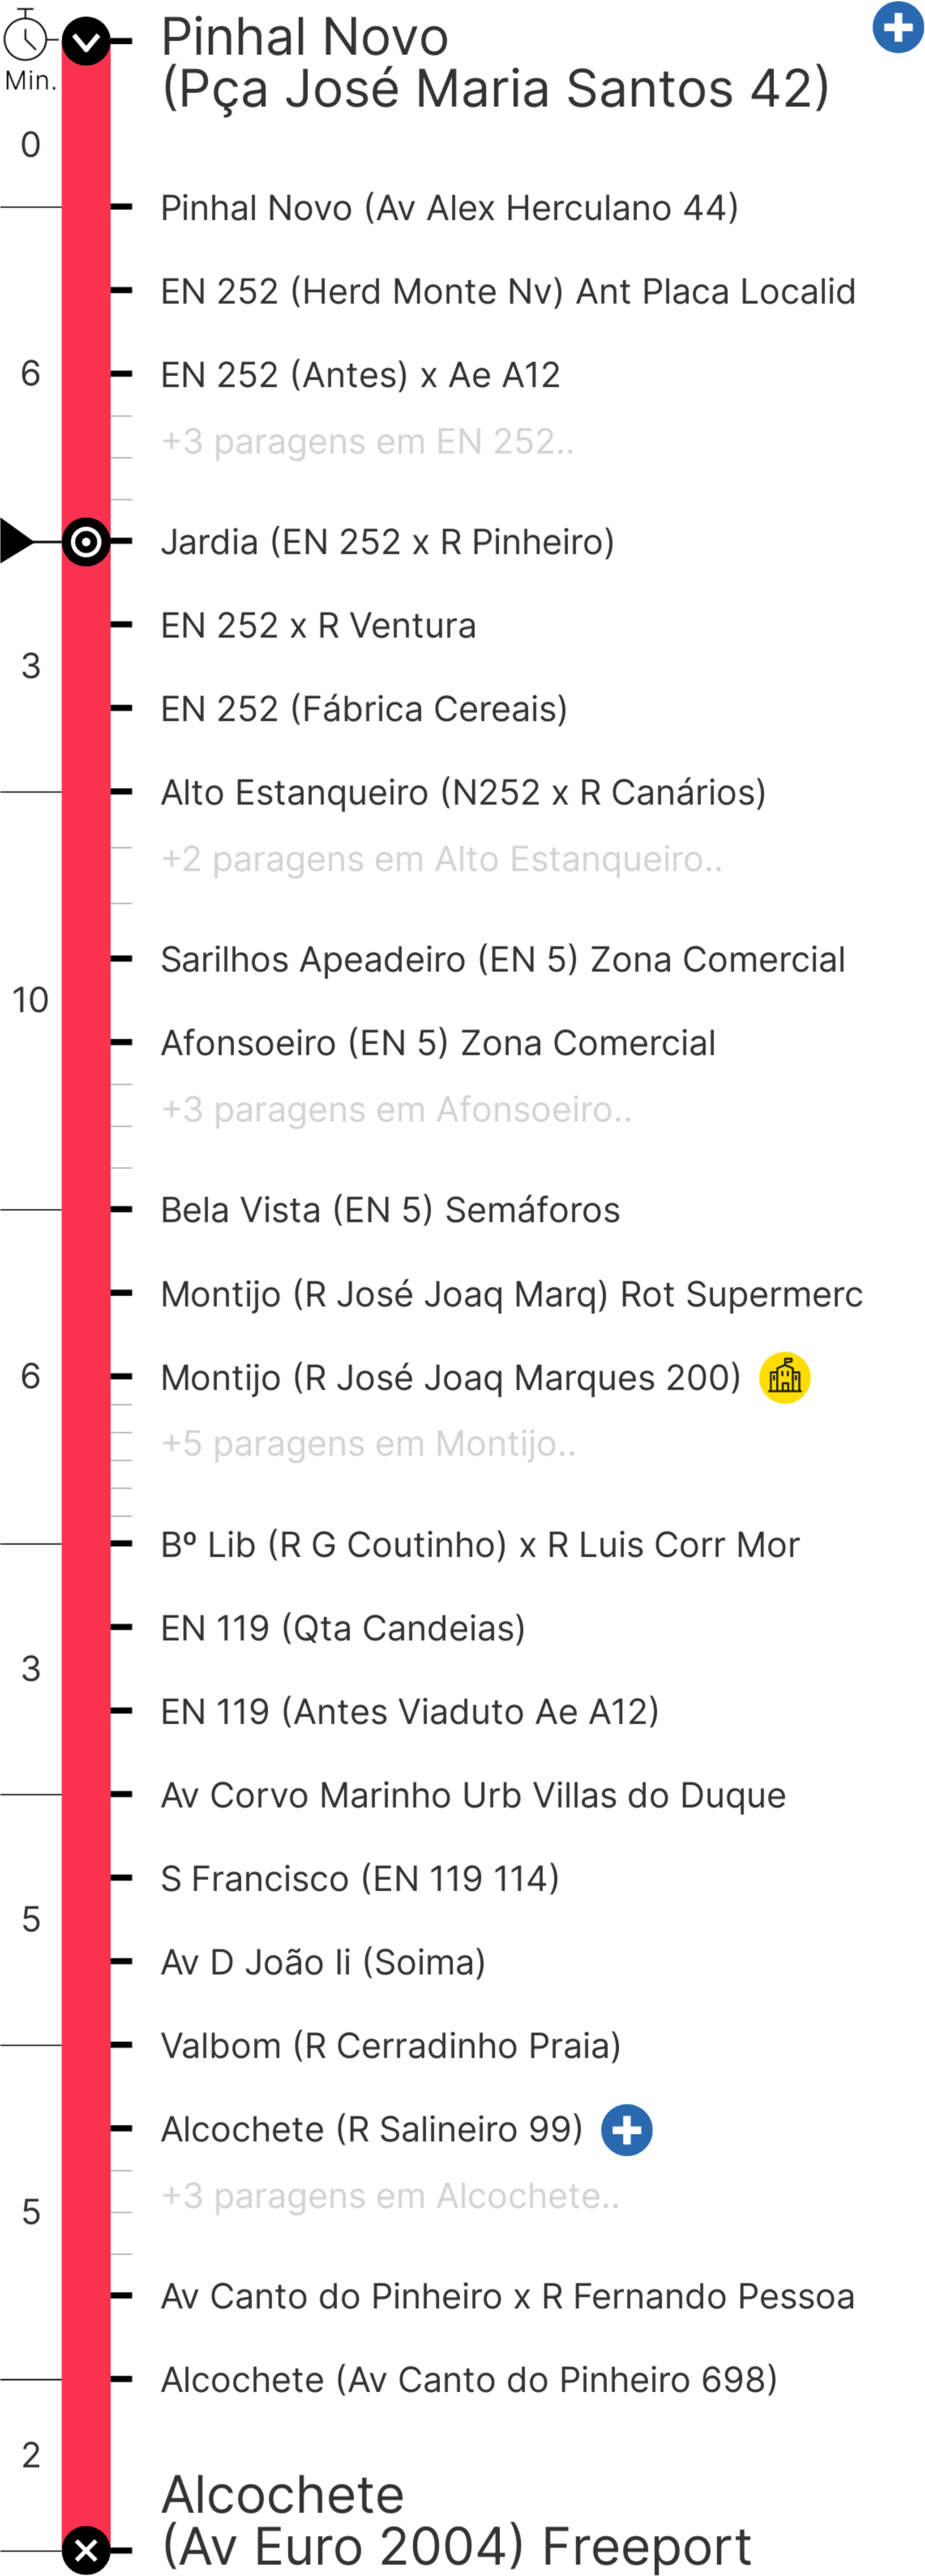 Pinhal Novo
(Pça José Maria Santos 42)
Min.
0
Pinhal Novo (Av Alex Herculano 44)
EN 252 (Herd Monte Nv) Ant Placa Localid
6
EN 252 (Antes) x Ae A12
+3 paragens em EN 252..
Jardia (EN 252 x R Pinheiro)
EN 252 x R Ventura
3
EN 252 (Fábrica Cereais)
Alto Estanqueiro (N252 x R Canários)
+2 paragens em Alto Estanqueiro..
Sarilhos Apeadeiro (EN 5) Zona Comercial
10
Afonsoeiro (EN 5) Zona Comercial
+3 paragens em Afonsoeiro..
Bela Vista (EN 5) Semáforos
Montijo (R José Joaq Marq) Rot Supermerc
6
Montijo (R José Joaq Marques 200)
+5 paragens em Montijo..
Bº Lib (R G Coutinho) x R Luis Corr Mor
EN 119 (Qta Candeias)
3
EN 119 (Antes Viaduto Ae A12)
Av Corvo Marinho Urb Villas do Duque
S Francisco (EN 119 114)
5
Av D João Ii (Soima)
Valbom (R Cerradinho Praia)
Alcochete (R Salineiro 99)
+3 paragens em Alcochete..
5
Av Canto do Pinheiro x R Fernando Pessoa
Alcochete (Av Canto do Pinheiro 698)
2
Alcochete
(Av Euro 2004) Freeport